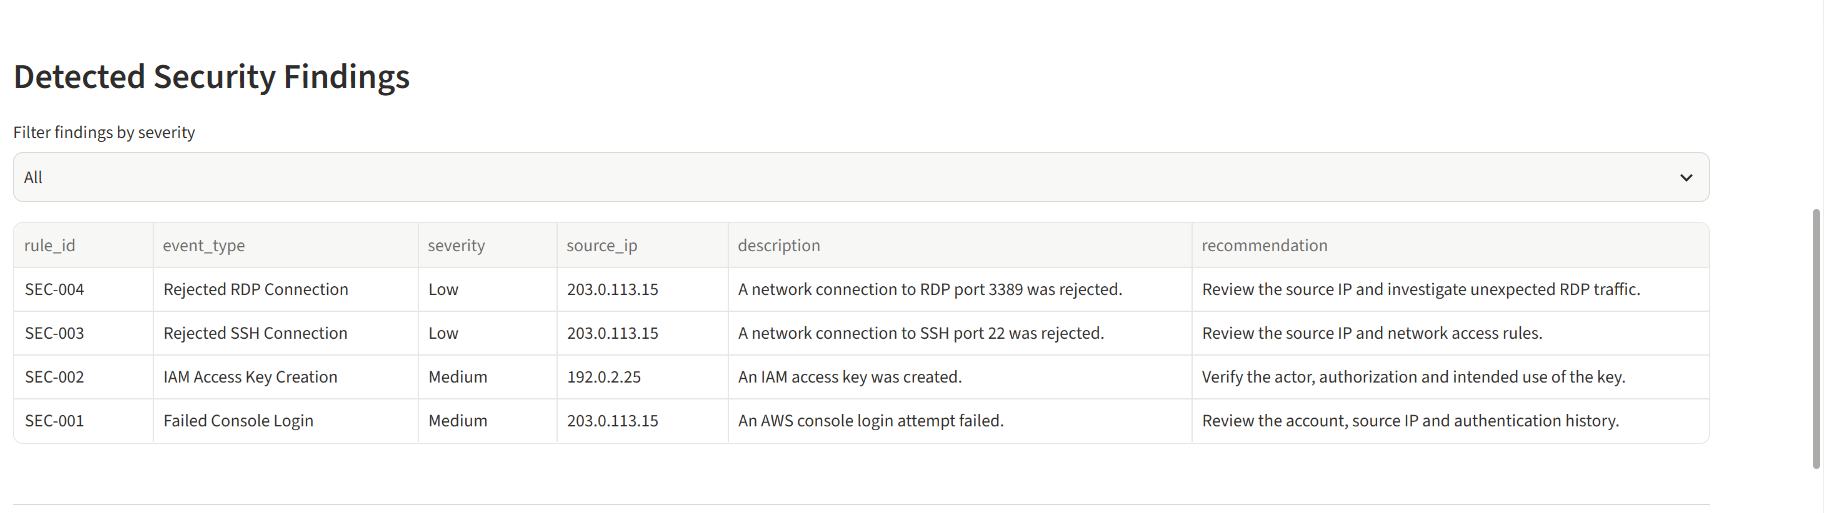 Detected Security Findings
Filter findings by severity
All
rule_id event_type severity source_ip description recommendation
SEC-004 Rejected RDP Connection Low 203.0.113.15 A network connection to RDP port 3389 was rejected. Review the source IP and investigate unexpected RDP traffic.
SEC-003 Rejected SSH Connection Low 203.0.113.15 A network connection to SSH port 22 was rejected. Review the source IP and network access rules.
SEC-002 IAM Access Key Creation Medium 192.0.2.25 An IAM access key was created. Verify the actor, authorization and intended use of the key.
SEC-001 Failed Console Login Medium 203.0.113.15 An AWS console login attempt failed. Review the account, source IP and authentication history.